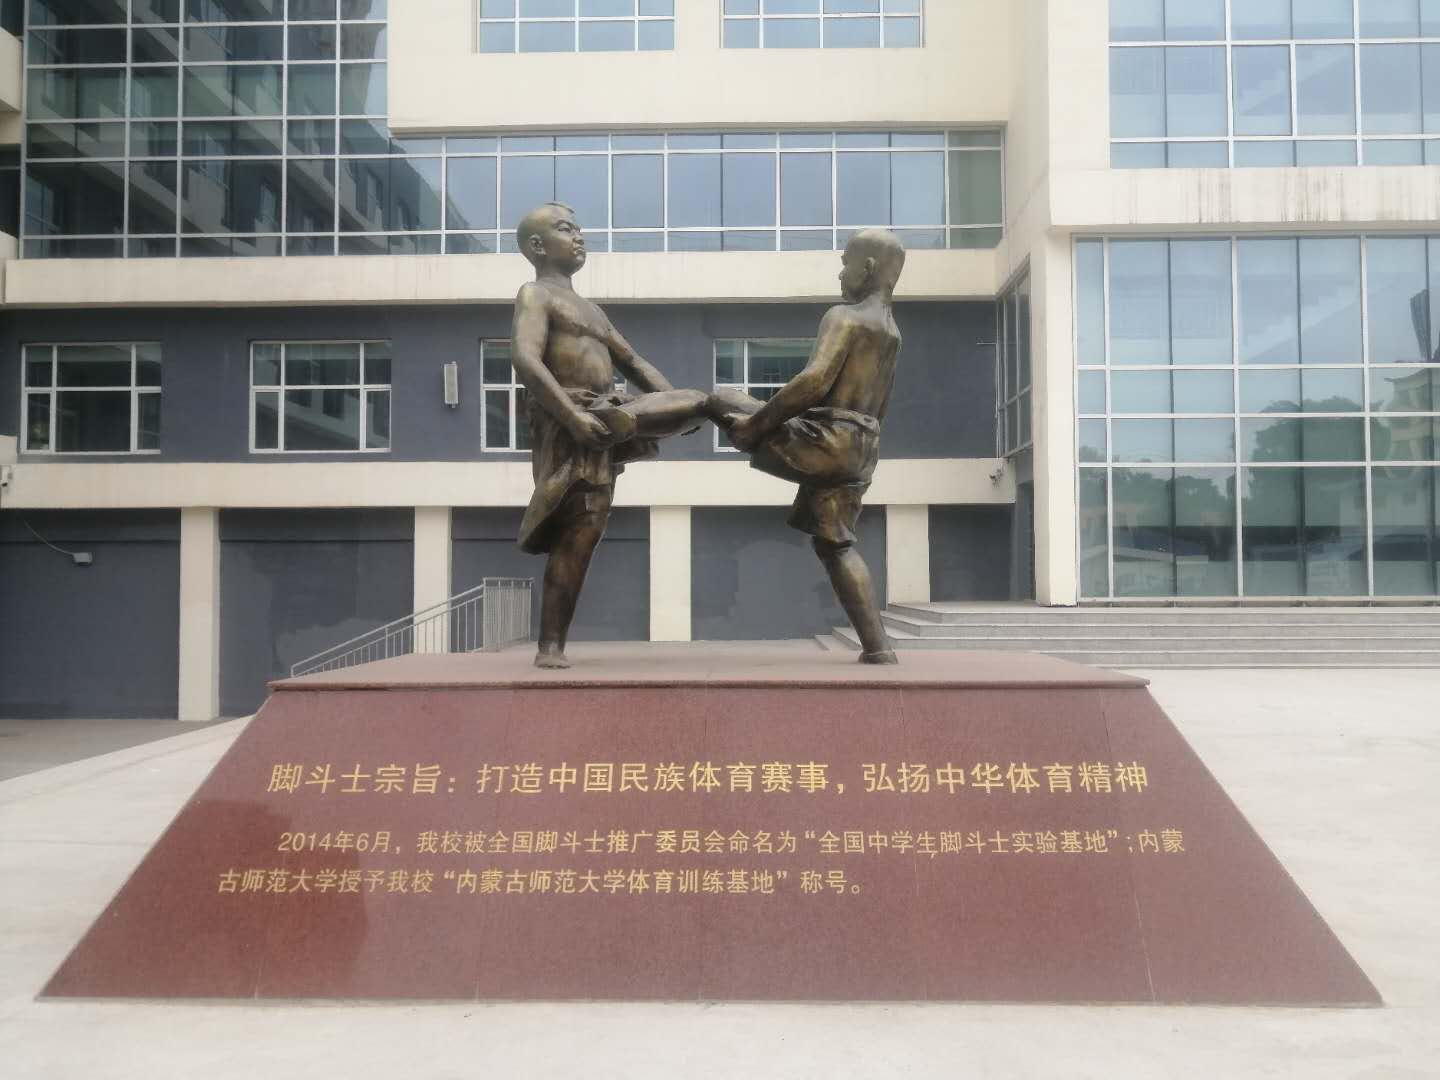 脚斗士宗旨：打造中国民族体育赛事，弘扬中华体育精神
2014年6月，我校被全国脚斗士推广委员会命名为“全国中学生脚斗士实验基地”；内蒙
古师范大学授予我校“内蒙古师范大学体育训练基地”称号。